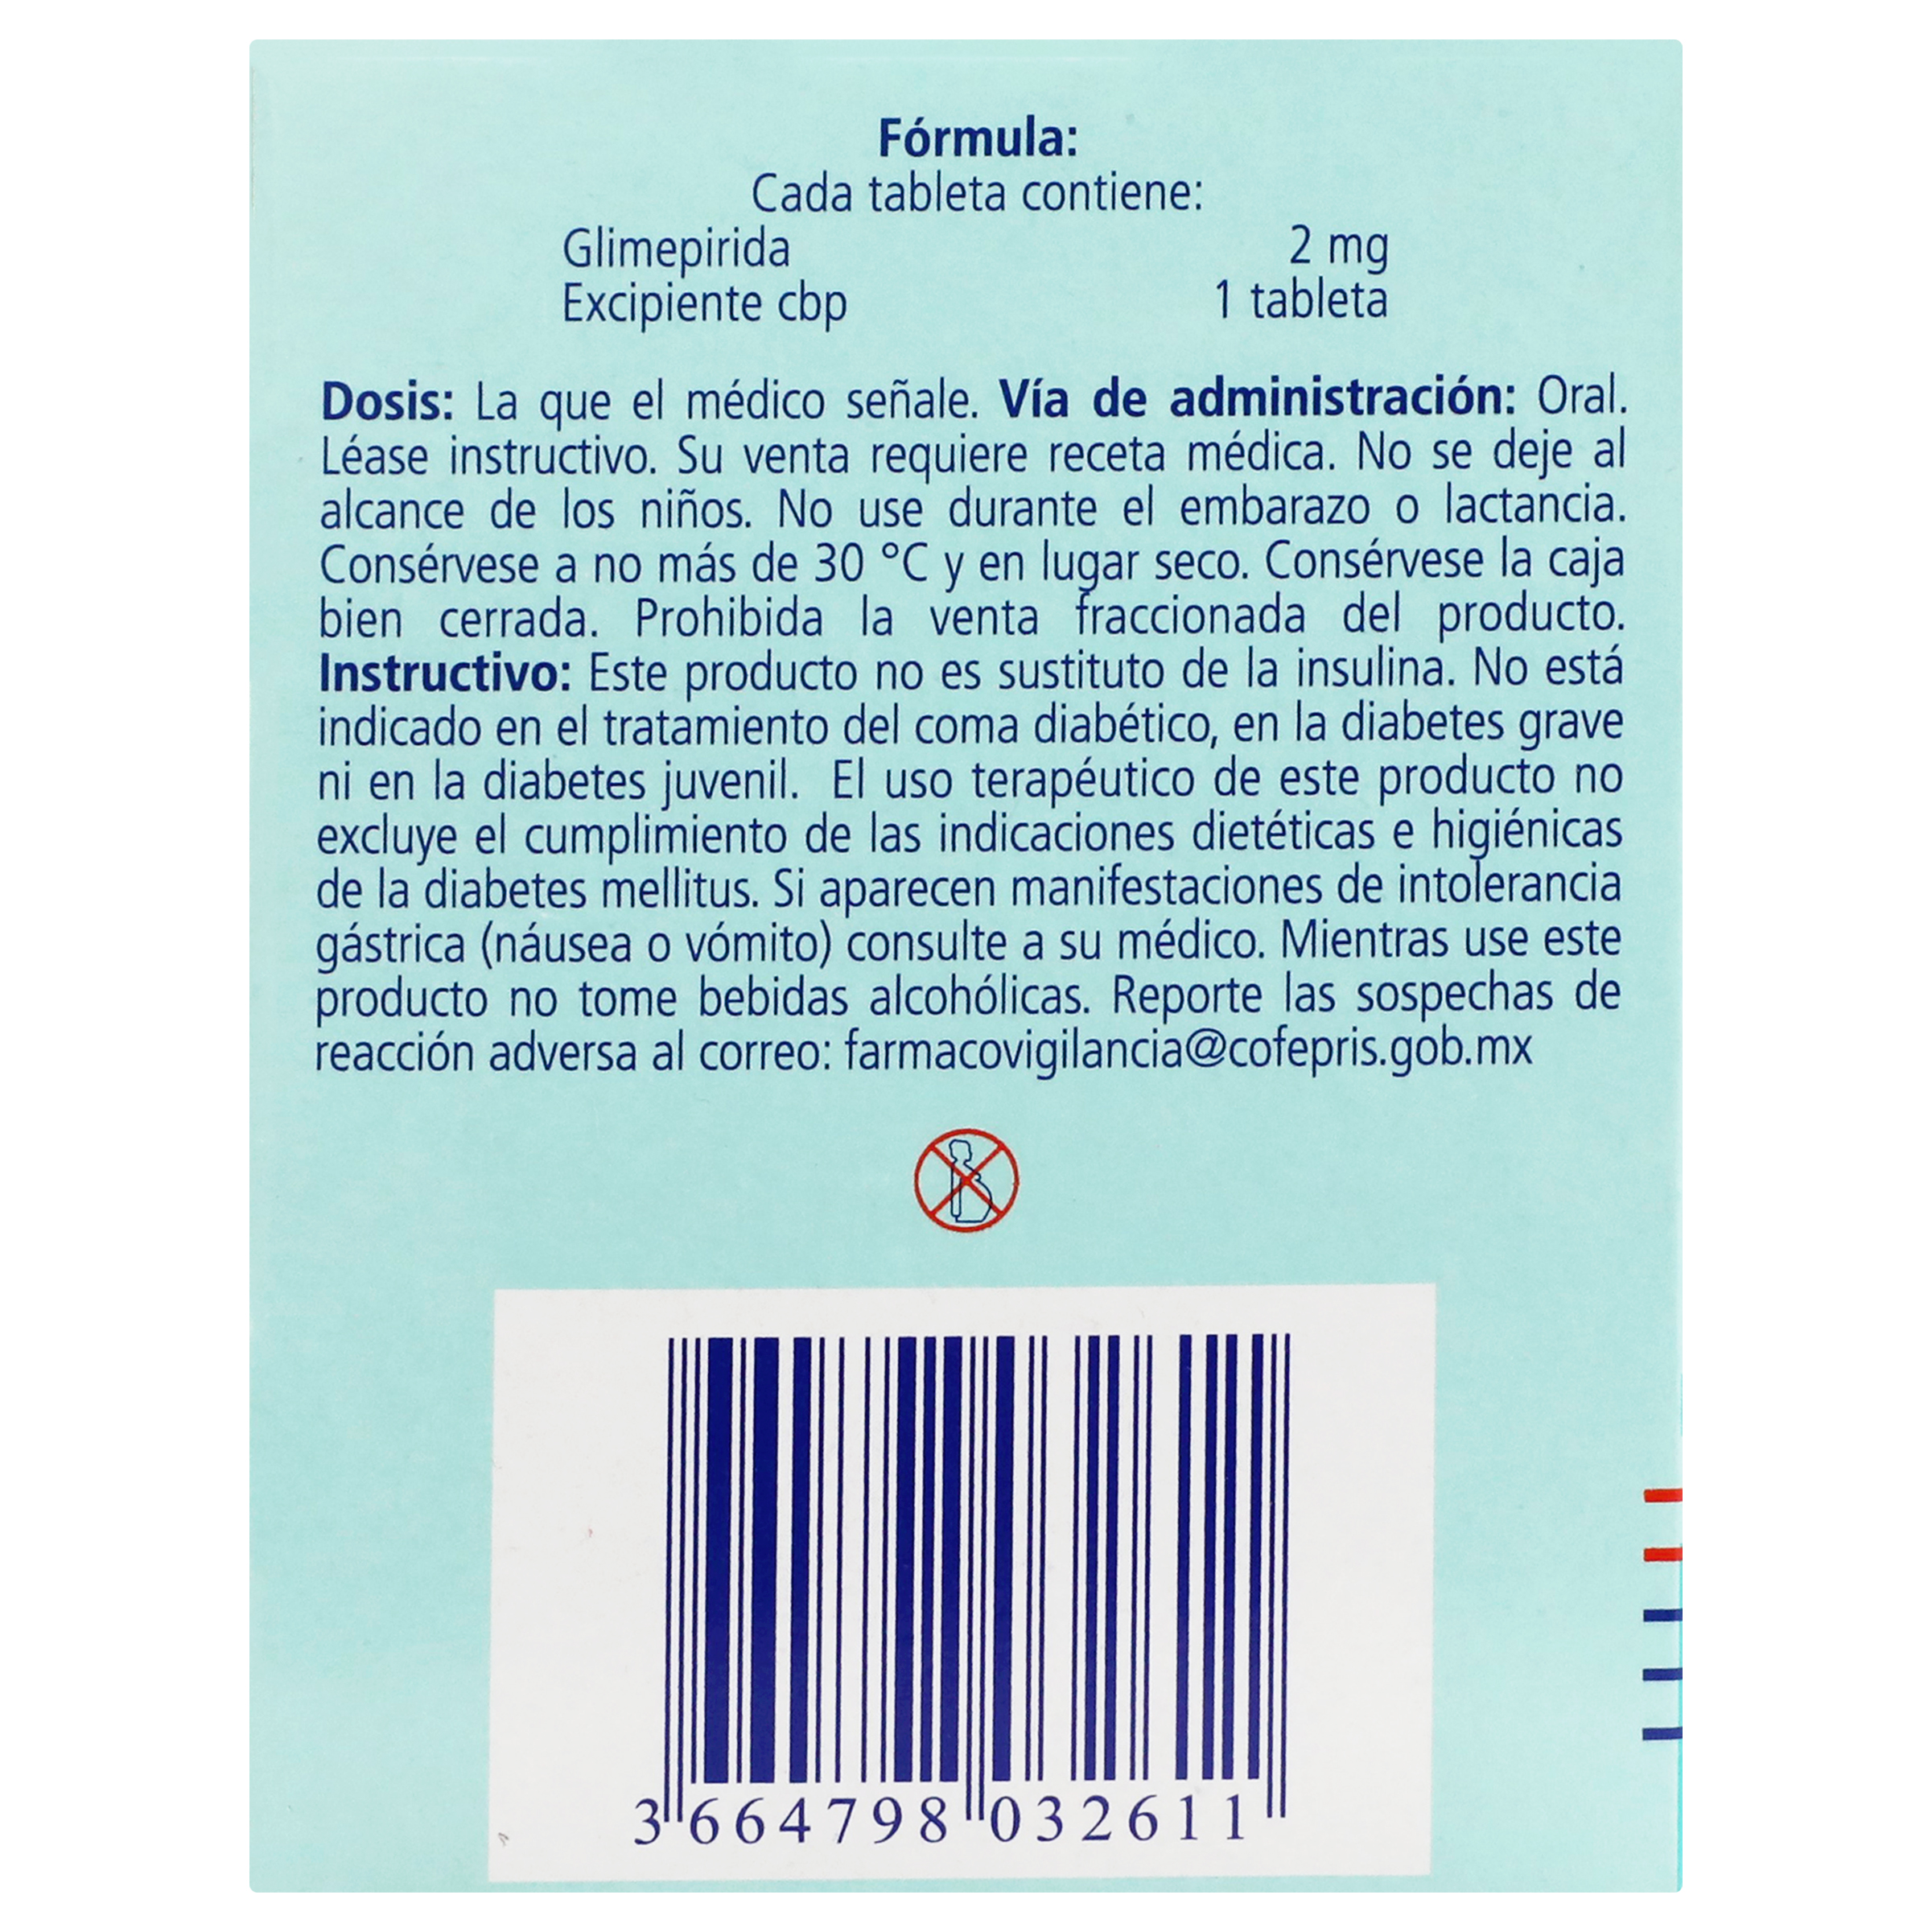 Fórmula:
Cada tableta contiene:
Glimepirida 2 mg
Excipiente cbp 1 tableta
Dosis: La que el médico señale. Vía de administración: Oral.
Léase instructivo. Su venta requiere receta médica. No se deje al
alcance de los niños. No use durante el embarazo o lactancia.
Consérvese a no más de 30 °C y en lugar seco. Consérvese la caja
bien cerrada. Prohibida la venta fraccionada del producto.
Instructivo: Este producto no es sustituto de la insulina. No está
indicado en el tratamiento del coma diabético, en la diabetes grave
ni en la diabetes juvenil. El uso terapéutico de este producto no
excluye el cumplimiento de las indicaciones dietéticas e higiénicas
de la diabetes mellitus. Si aparecen manifestaciones de intolerancia
gástrica (náusea o vómito) consulte a su médico. Mientras use este
producto no tome bebidas alcohólicas. Reporte las sospechas de
reacción adversa al correo: farmacovigilancia@cofepris.gob.mx
3 664798 032611